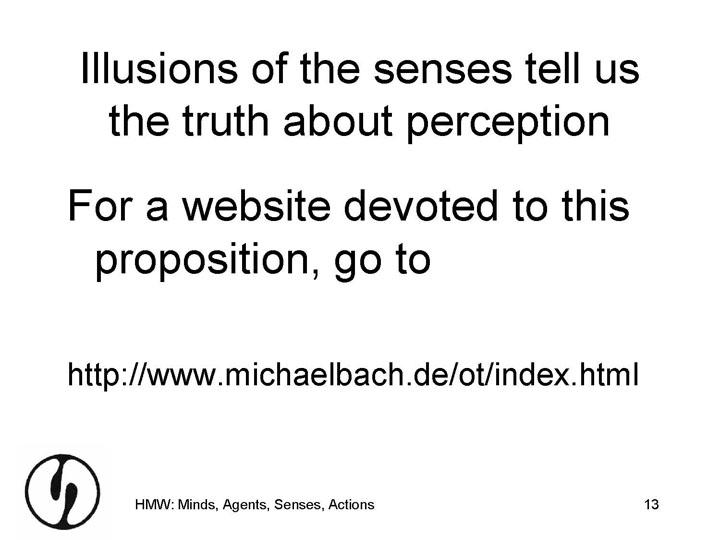 Illusions of the senses tell us
the truth about perception
For a website devoted to this
proposition, go to
http://www.michaelbach.de/ot/index.html
HMW: Minds, Agents, Senses, Actions
13